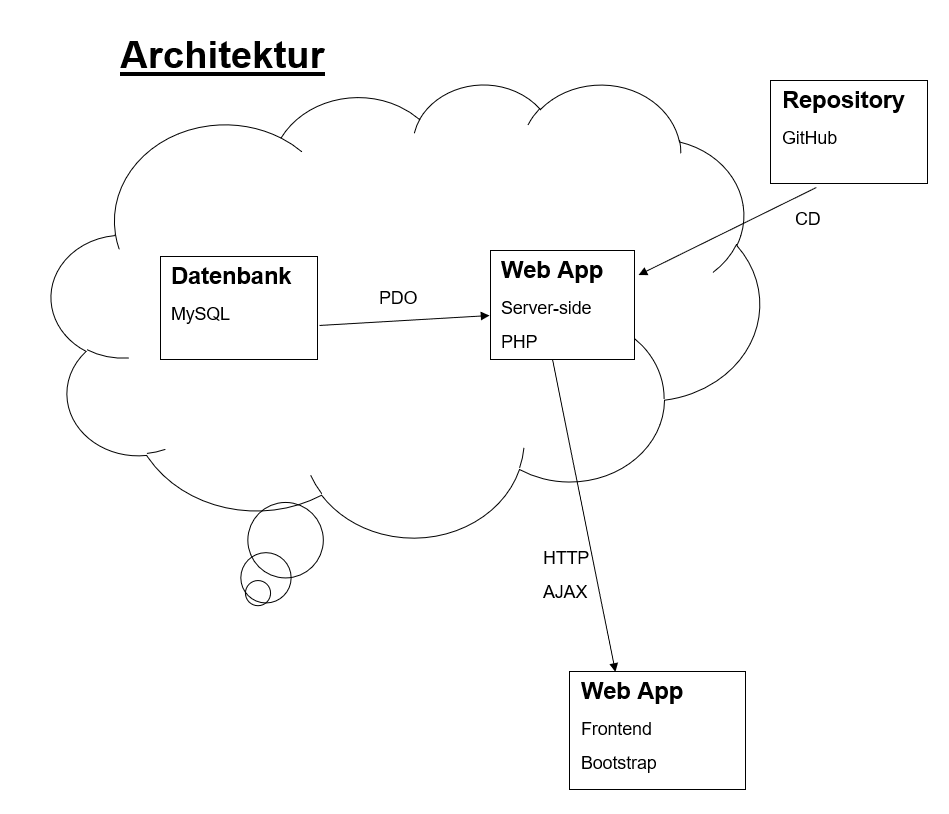 Architektur
Repository
GitHub
CD
Datenbank
MySQL
PDO
Web App
Server-side
PHP
HTTP
AJAX
Web App
Frontend
Bootstrap